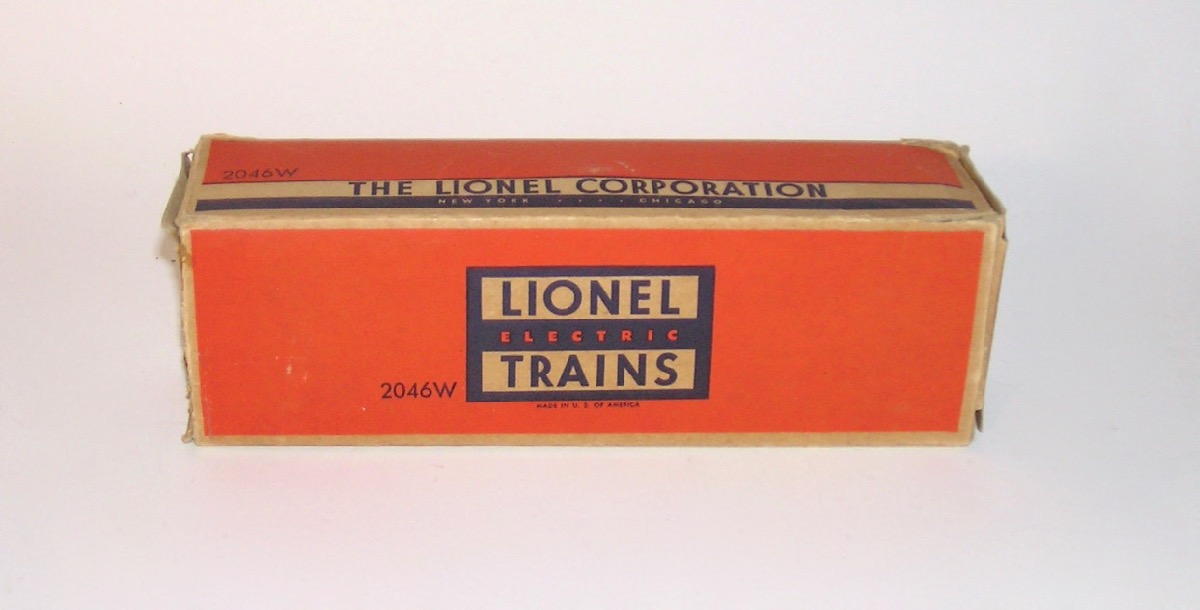 2046W
THE LIONEL CORPORATION
NEW YORK · · · · CHICAGO
LIONEL
ELECTRIC
TRAINS
2046W
MADE IN U. S. OF AMERICA